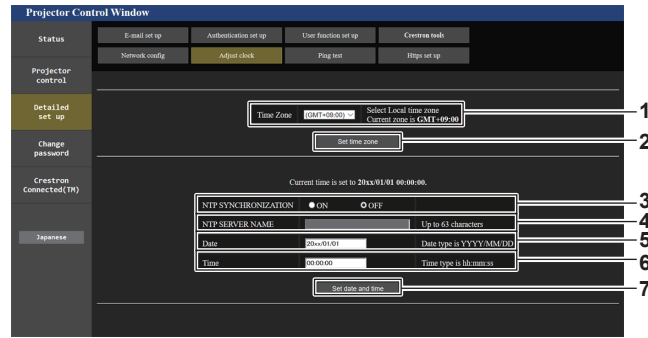 Projector Control Window
Status
E-mail set up
Authentication set up
User function set up
Crestron tools
Network config
Adjust clock
Ping test
Https set up
Projector
control
Detailed
set up
Change
password
Crestron
Connected(TM)
Japanese
Time Zone
(GMT+09:00)
Select Local time zone
Current zone is GMT+09:00
1
Set time zone
2
Current time is set to 20xx/01/01 00:00:00.
NTP SYNCHRONIZATION ON OFF
3
NTP SERVER NAME Up to 63 characters
4
Date 20xx/01/01 Date type is YYYY/MM/DD
5
Time 00:00:00 Time type is hh:mm:ss
6
Set date and time
7